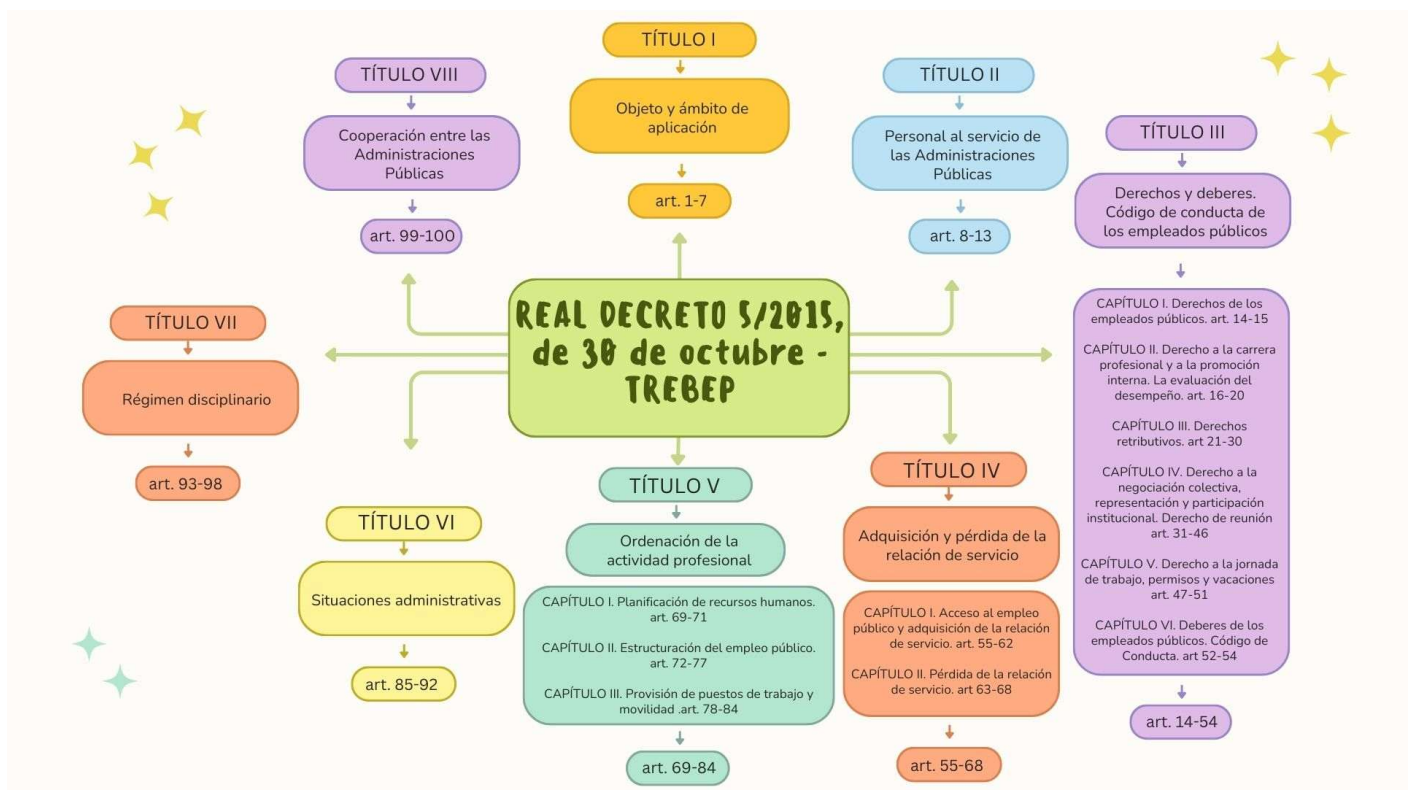 REAL DECRETO 5/2015,
de 30 de octubre -
TREBEP
TÍTULO I
Objeto y ámbito de
aplicación
art. 1-7
TÍTULO II
Personal al servicio de
las Administraciones
Públicas
art. 8-13
TÍTULO III
Derechos y deberes.
Código de conducta de
los empleados públicos
CAPÍTULO I. Derechos de los
empleados públicos. art. 14-15
CAPÍTULO II. Derecho a la carrera
profesional y a la promoción
interna. La evaluación del
desempeño. art. 16-20
CAPÍTULO III. Derechos
retributivos. art 21-30
CAPÍTULO IV. Derecho a la
negociación colectiva,
representación y participación
institucional. Derecho de reunión
art. 31-46
CAPÍTULO V. Derecho a la jornada
de trabajo, permisos y vacaciones
art. 47-51
CAPÍTULO VI. Deberes de los
empleados públicos. Código de
Conducta. art 52-54
art. 14-54
TÍTULO IV
Adquisición y pérdida de la
relación de servicio
CAPÍTULO I. Acceso al empleo
público y adquisición de la relación
de servicio. art. 55-62
CAPÍTULO II. Pérdida de la relación
de servicio. art 63-68
art. 55-68
TÍTULO V
Ordenación de la
actividad profesional
CAPÍTULO I. Planificación de recursos humanos.
art. 69-71
CAPÍTULO II. Estructuración del empleo público.
art. 72-77
CAPÍTULO III. Provisión de puestos de trabajo y
movilidad .art. 78-84
art. 69-84
TÍTULO VI
Situaciones administrativas
art. 85-92
TÍTULO VII
Régimen disciplinario
art. 93-98
TÍTULO VIII
Cooperación entre las
Administraciones
Públicas
art. 99-100